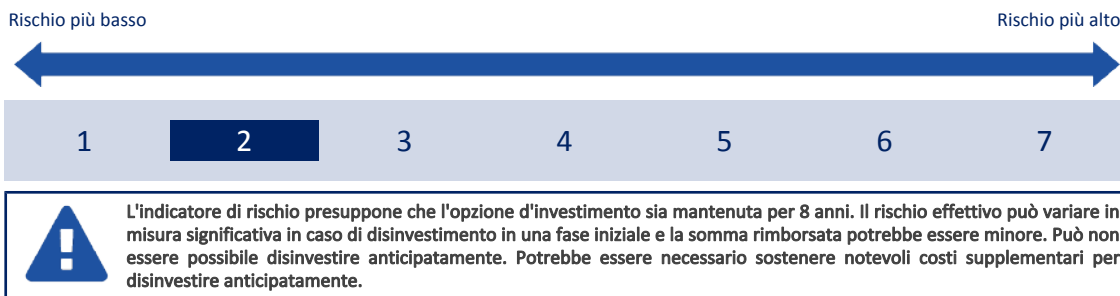 Rischio più basso Rischio più alto
1 2 3 4 5 6 7
L'indicatore di rischio presuppone che l'opzione d'investimento sia mantenuta per 8 anni. Il rischio effettivo può variare in
misura significativa in caso di disinvestimento in una fase iniziale e la somma rimborsata potrebbe essere minore. Può non
essere possibile disinvestire anticipatamente. Potrebbe essere necessario sostenere notevoli costi supplementari per
disinvestire anticipatamente.